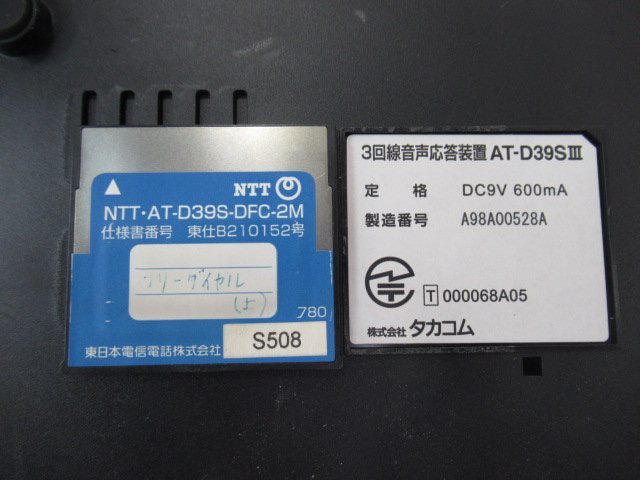 NTT
NTT・AT-D39S-DFC-2M
仕様書番号 東仕B210152号
フリーダイヤル
(上)
780
東日本電信電話株式会社
S508
3回線音声応答装置 AT-D39SⅢ
定 格 DC9V 600mA
製造番号 A98A00528A
T 000068A05
株式会社 タカコム